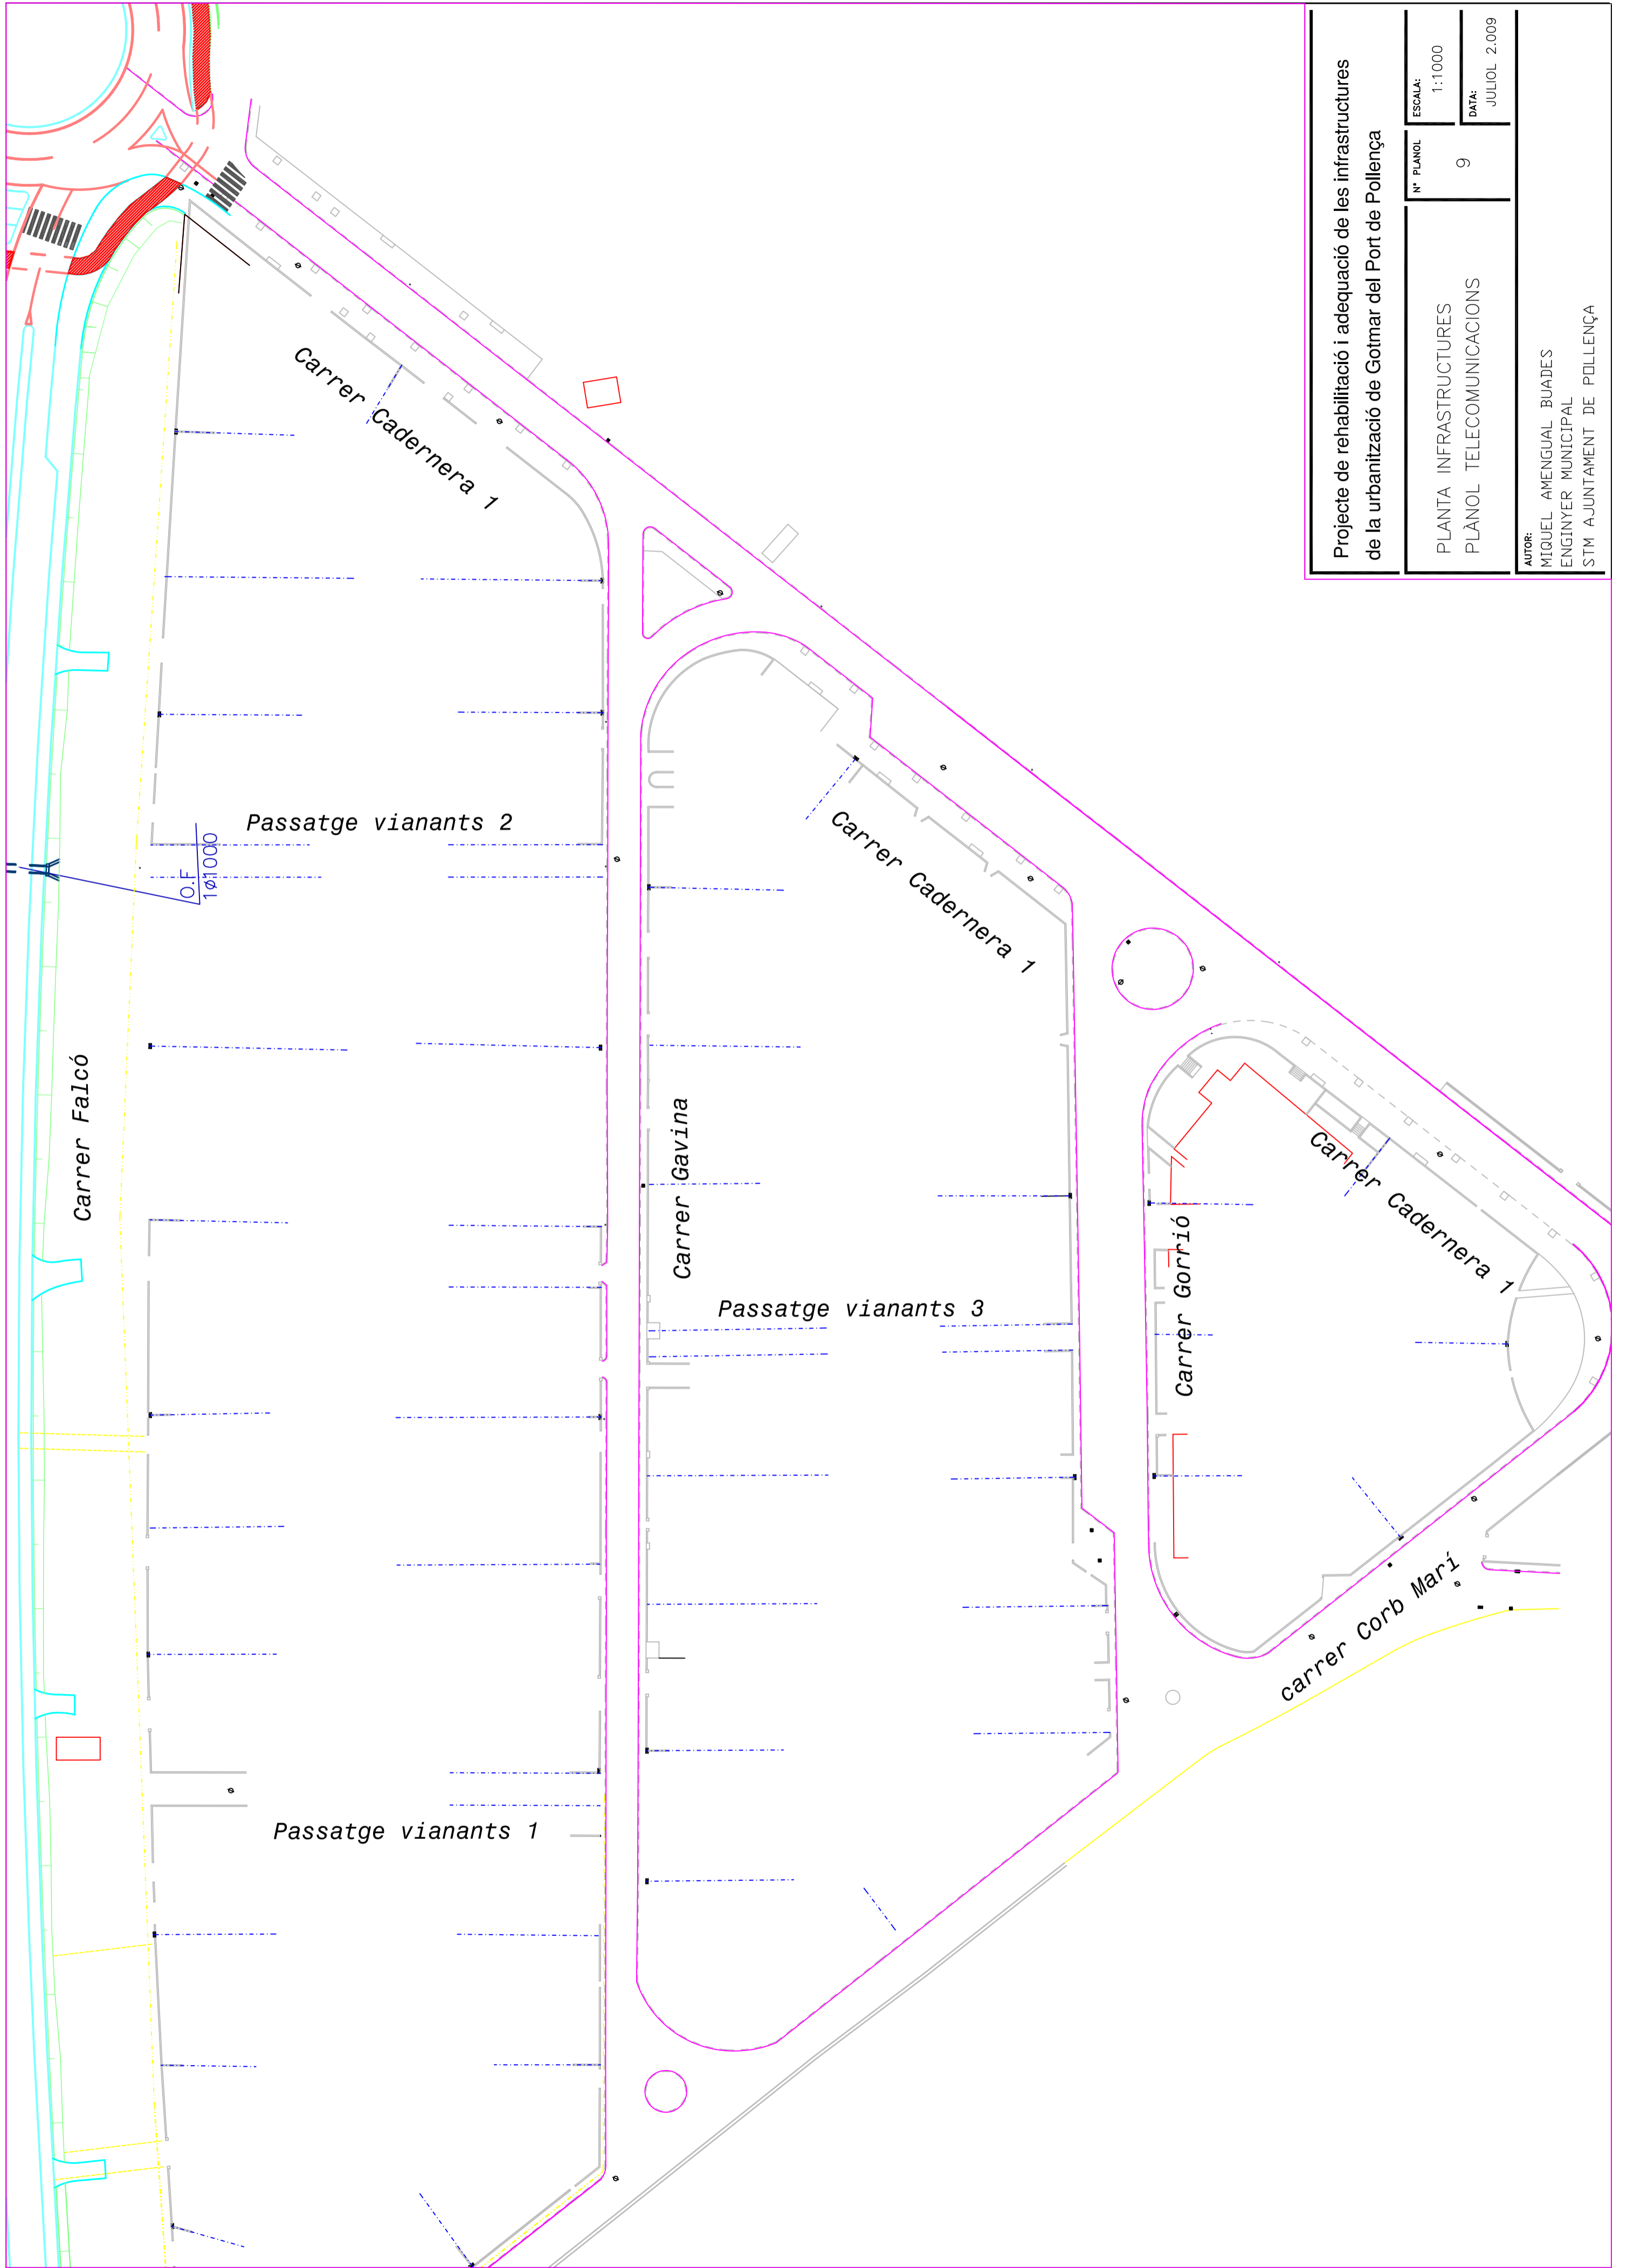 Projecte de rehabilitació i adequació de les infrastructures
de la urbanització de Gotmar del Port de Pollença
PLANTA INFRASTRUCTURES
PLÀNOL TELECOMUNICACIONS
Nº PLANOL
9
ESCALA:
1:1000
DATA:
JULIOL 2.009
AUTOR:
MIQUEL AMENGUAL BUADES
ENGINYER MUNICIPAL
STM AJUNTAMENT DE POLLENÇA
Carrer Cadernera 1
Passatge vianants 2
O.F
1ø1000
Carrer Cadernera 1
Carrer Falcó
Carrer Gavina
Carrer Cadernera 1
Carrer Gorrió
Passatge vianants 3
carrer Corb Marí
Passatge vianants 1